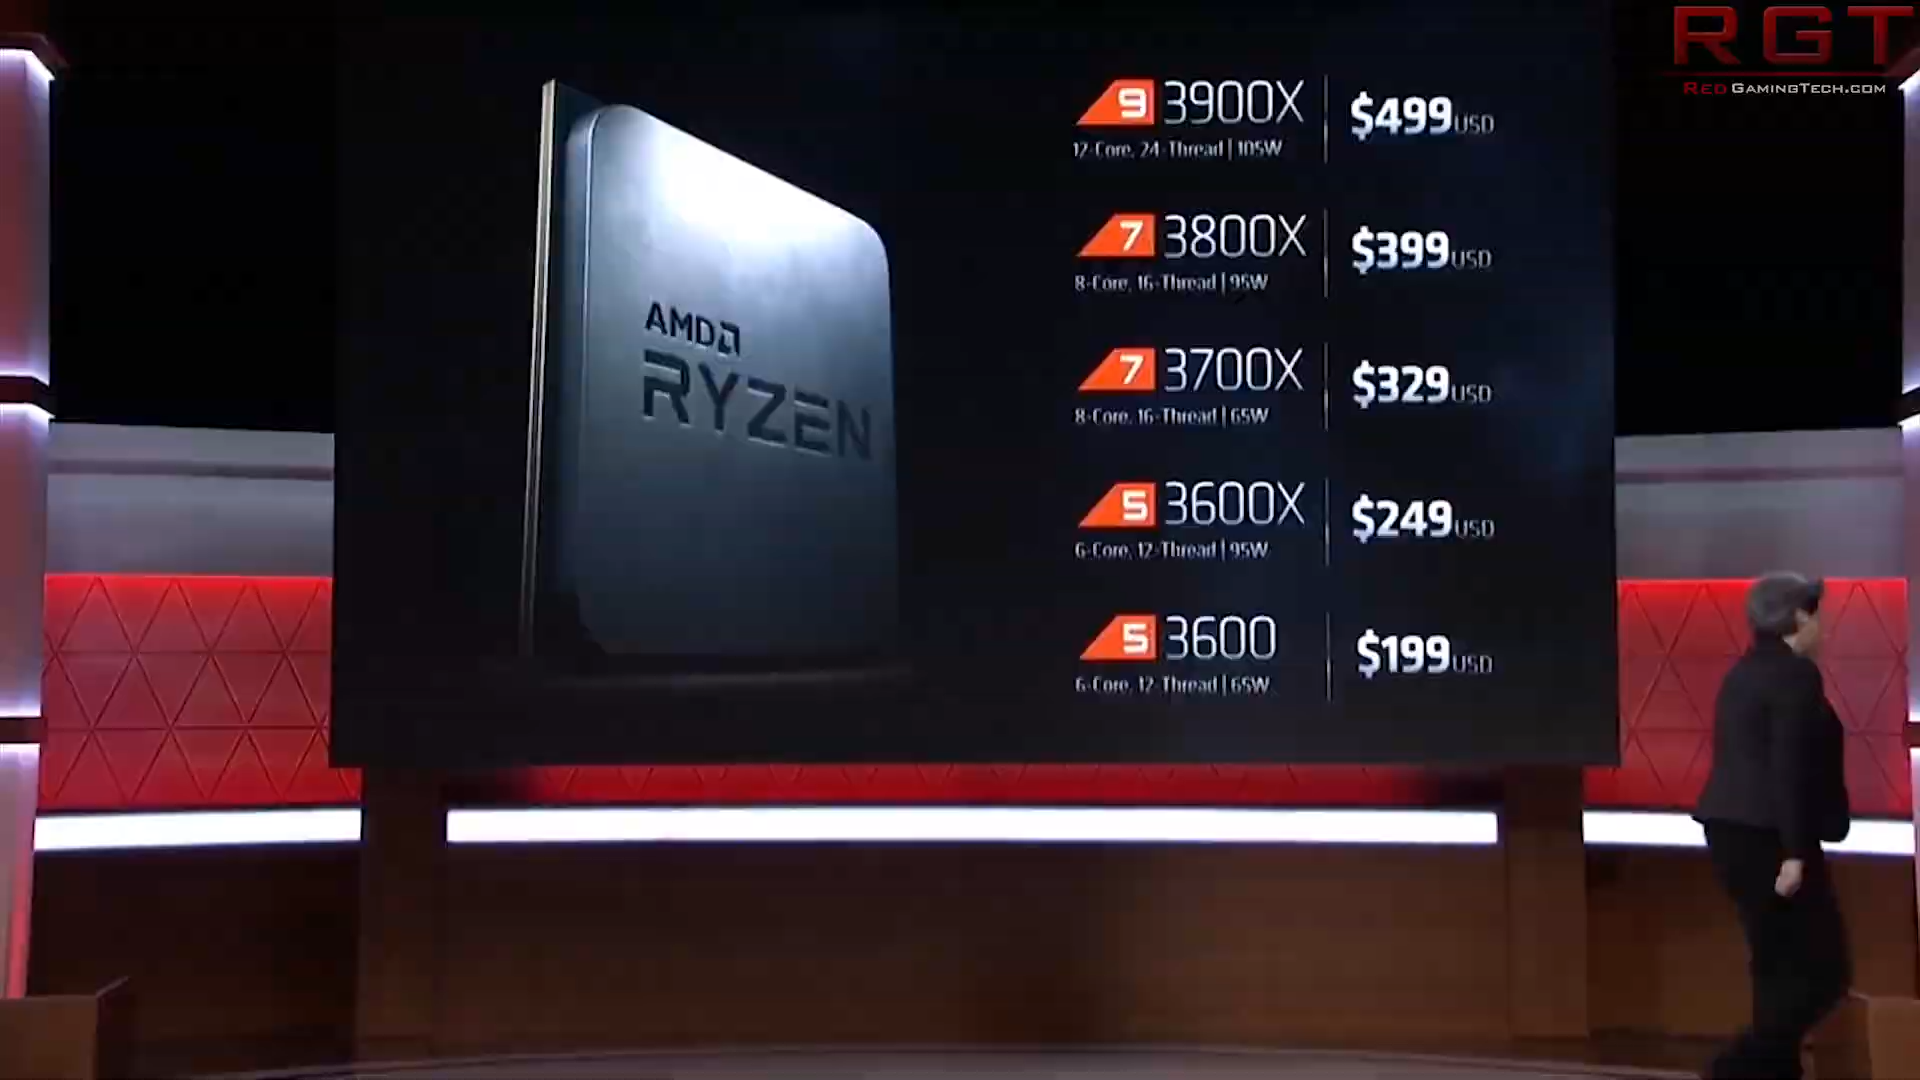 RGT
RedGamingTech.com
AMD
RYZEN
9 3900X $499 USD
12-Core, 24-Thread | 105W
7 3800X $399 USD
8-Core, 16-Thread | 95W
7 3700X $329 USD
8-Core, 16-Thread | 65W
5 3600X $249 USD
6-Core, 12-Thread | 95W
5 3600 $199 USD
6-Core, 12-Thread | 65W